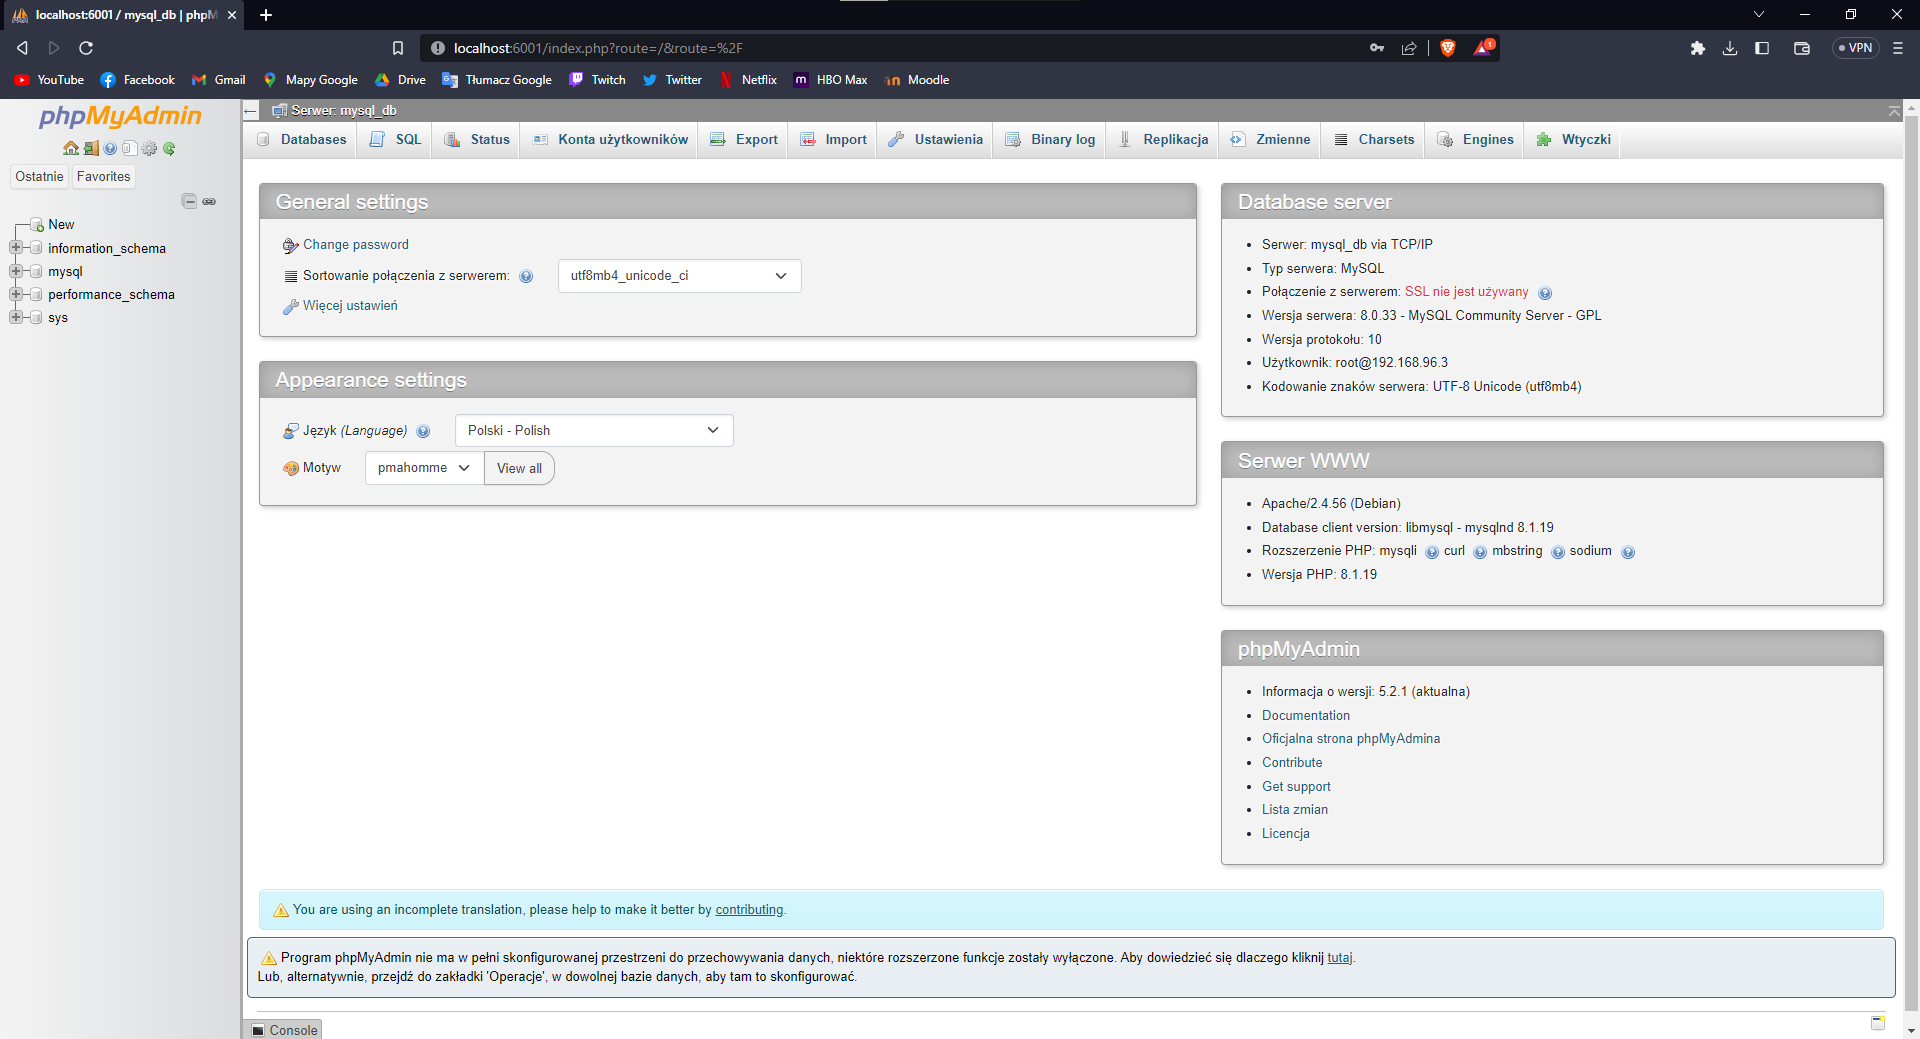 localhost:6001 / mysql_db | phpM
localhost:6001/index.php?route=/&route=%2F
1
VPN
YouTube
Facebook
Gmail
Mapy Google
Drive
Tłumacz Google
Twitch
Twitter
Netflix
HBO Max
Moodle
phpMyAdmin
Ostatnie
Favorites
New
information_schema
mysql
performance_schema
sys
Serwer: mysql_db
Databases
SQL
Status
Konta użytkowników
Export
Import
Ustawienia
Binary log
Replikacja
Zmienne
Charsets
Engines
Wtyczki
General settings
Change password
Sortowanie połączenia z serwerem:
utf8mb4_unicode_ci
Więcej ustawień
Appearance settings
Język (Language)
Polski - Polish
Motyw
pmahomme
View all
Database server
Serwer: mysql_db via TCP/IP
Typ serwera: MySQL
Połączenie z serwerem: SSL nie jest używany
Wersja serwera: 8.0.33 - MySQL Community Server - GPL
Wersja protokołu: 10
Użytkownik: root@192.168.96.3
Kodowanie znaków serwera: UTF-8 Unicode (utf8mb4)
Serwer WWW
Apache/2.4.56 (Debian)
Database client version: libmysql - mysqlnd 8.1.19
Rozszerzenie PHP: mysqli curl mbstring sodium
Wersja PHP: 8.1.19
phpMyAdmin
Informacja o wersji: 5.2.1 (aktualna)
Documentation
Oficjalna strona phpMyAdmina
Contribute
Get support
Lista zmian
Licencja
You are using an incomplete translation, please help to make it better by contributing.
Program phpMyAdmin nie ma w pełni skonfigurowanej przestrzeni do przechowywania danych, niektóre rozszerzone funkcje zostały wyłączone. Aby dowiedzieć się dlaczego kliknij tutaj.
Lub, alternatywnie, przejdź do zakładki 'Operacje', w dowolnej bazie danych, aby tam to skonfigurować.
Console